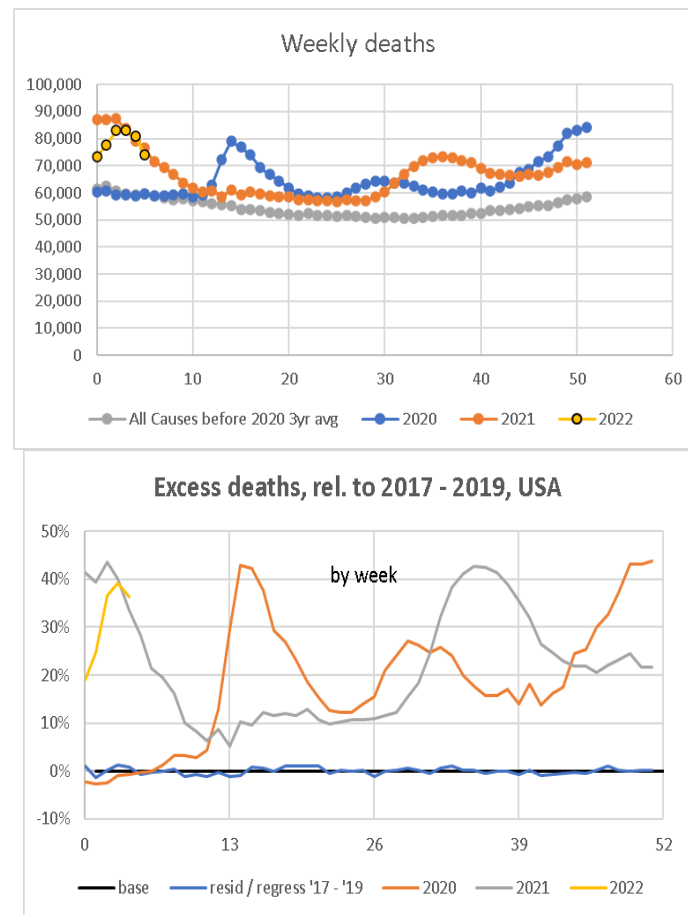 Weekly deaths
100,000
90,000
80,000
70,000
60,000
50,000
40,000
30,000
20,000
10,000
0
0 10 20 30 40 50 60
All Causes before 2020 3yr avg 2020 2021 2022
Excess deaths, rel. to 2017 - 2019, USA
50%
by week
40%
30%
20%
10%
0%
-10%
0 13 26 39 52
base resid / regress '17 - '19 2020 2021 2022